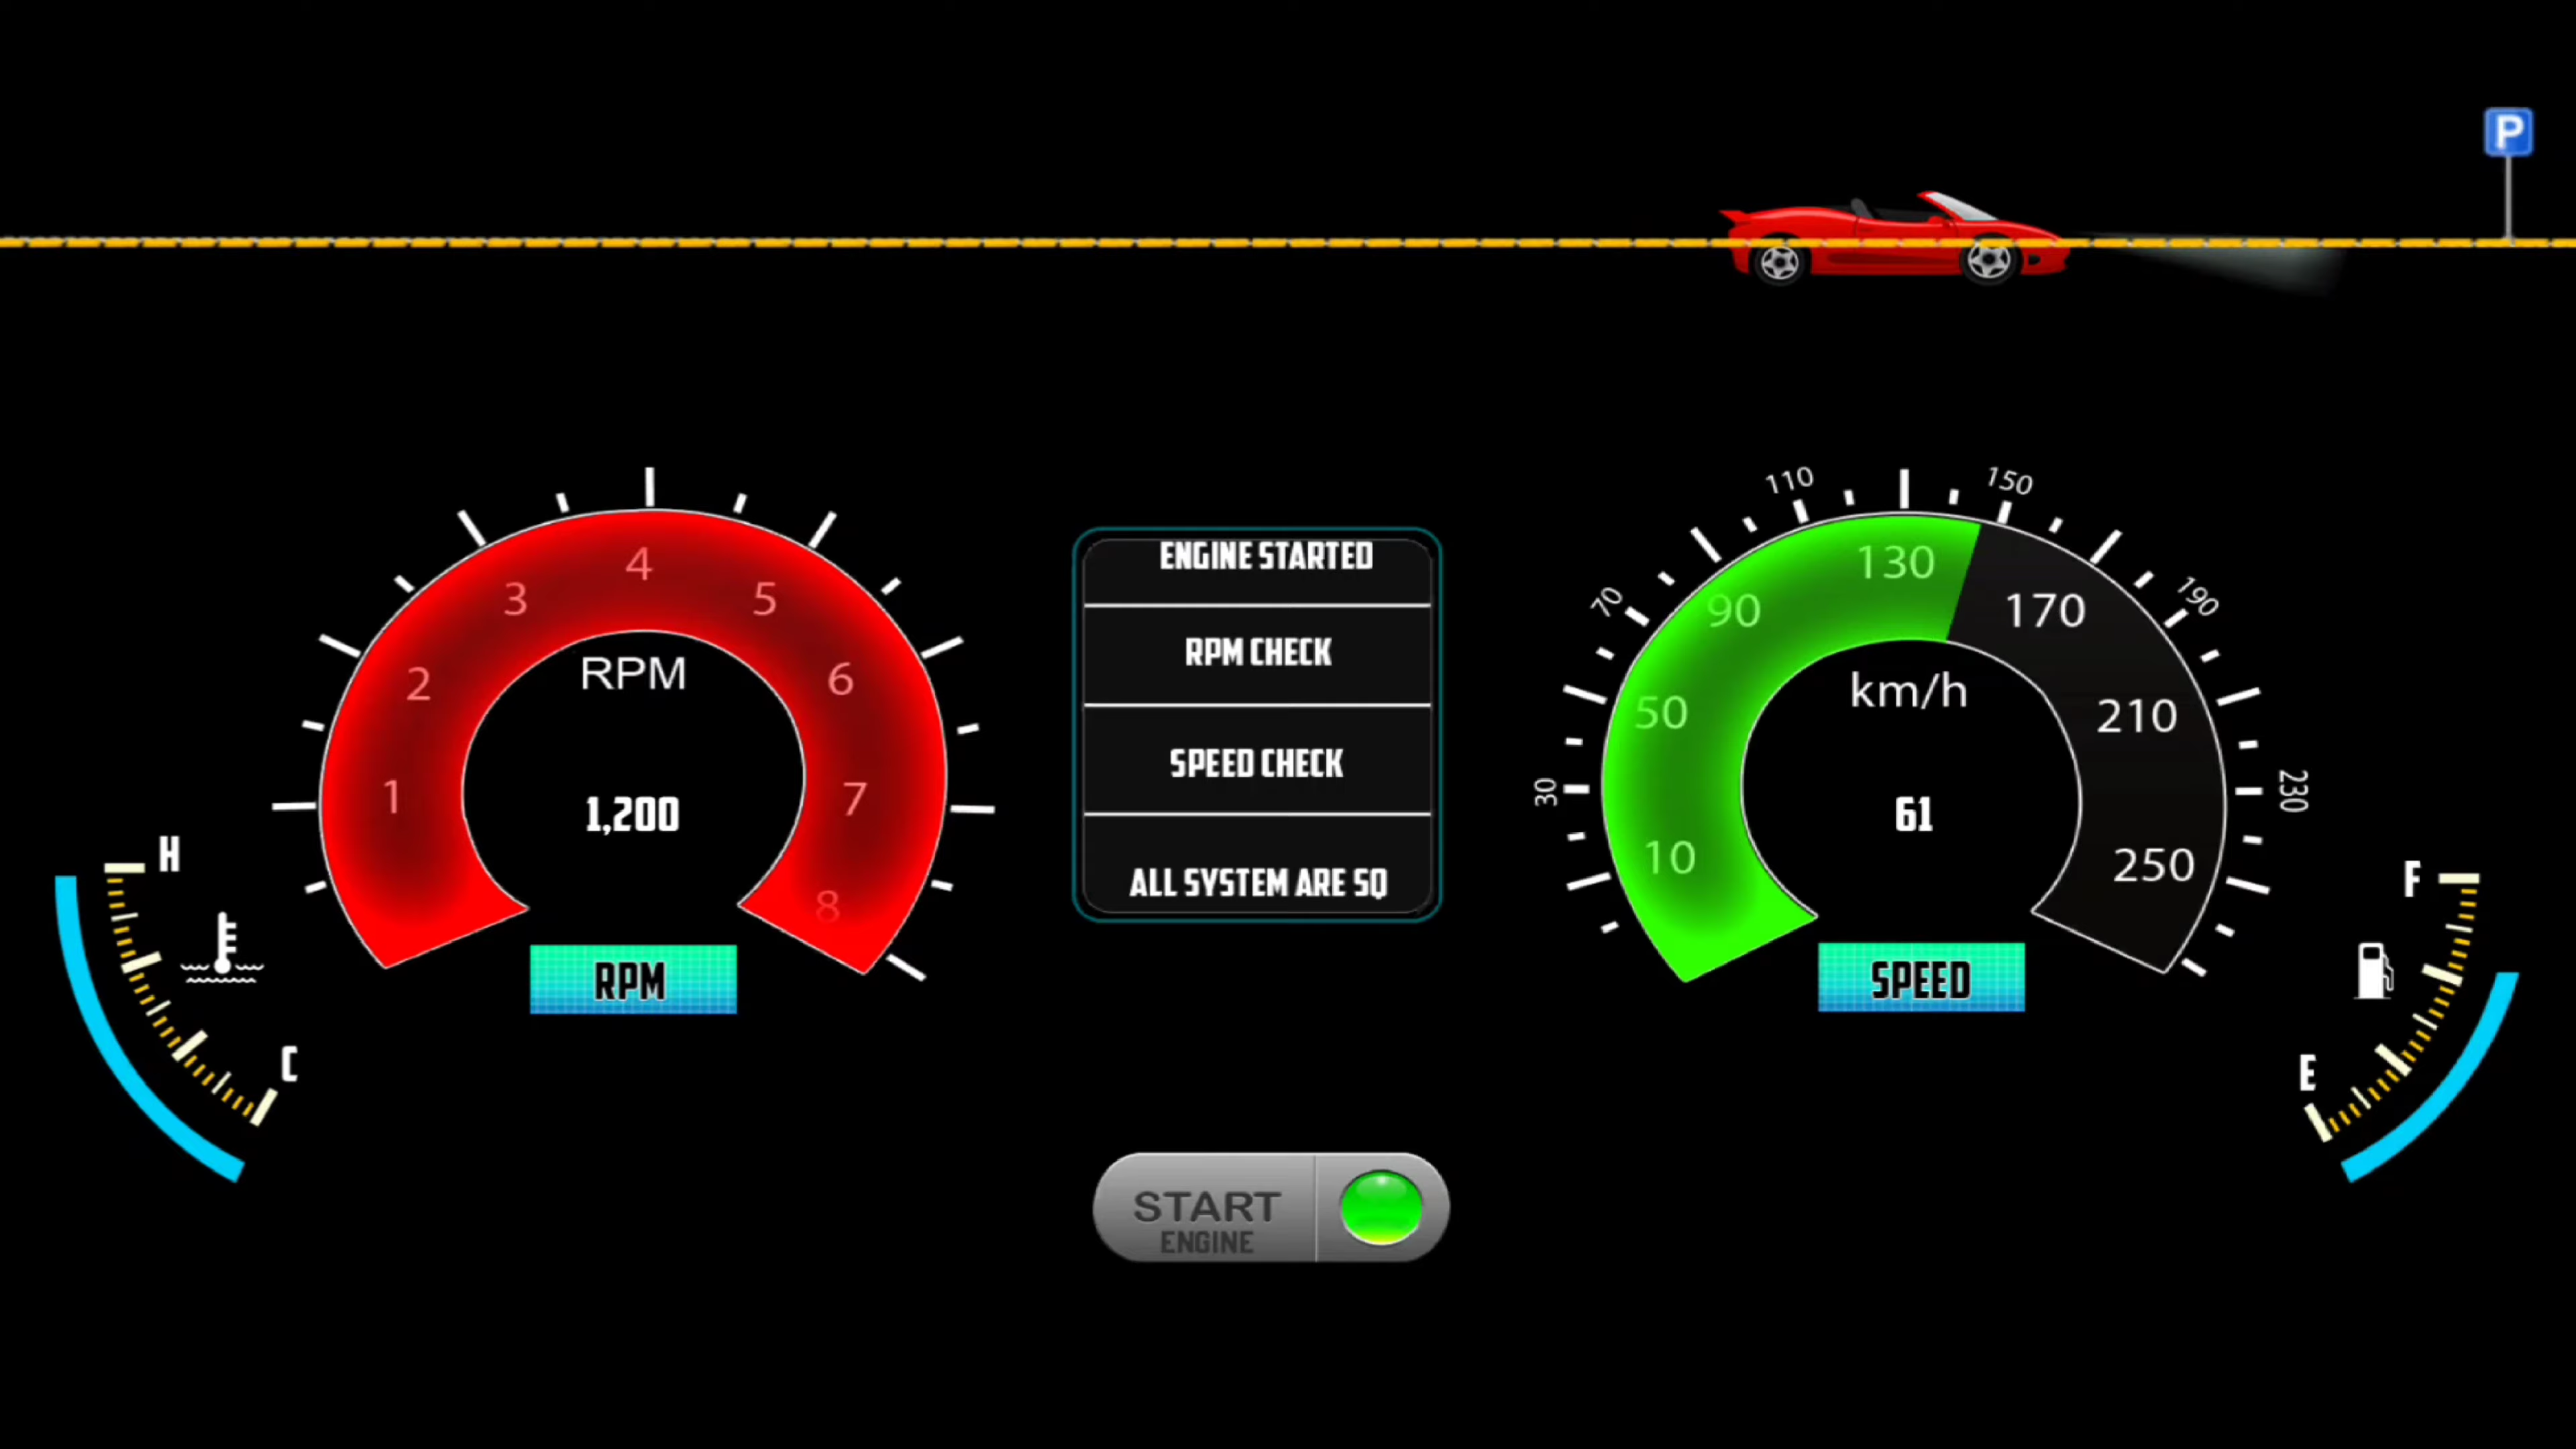 P
ENGINE STARTED
RPM CHECK
SPEED CHECK
ALL SYSTEM ARE SQ
1
2
3
4
5
6
7
8
RPM
1,200
RPM
10
30
50
70
90
110
130
150
170
190
210
230
250
km/h
61
SPEED
H
C
F
E
START
ENGINE